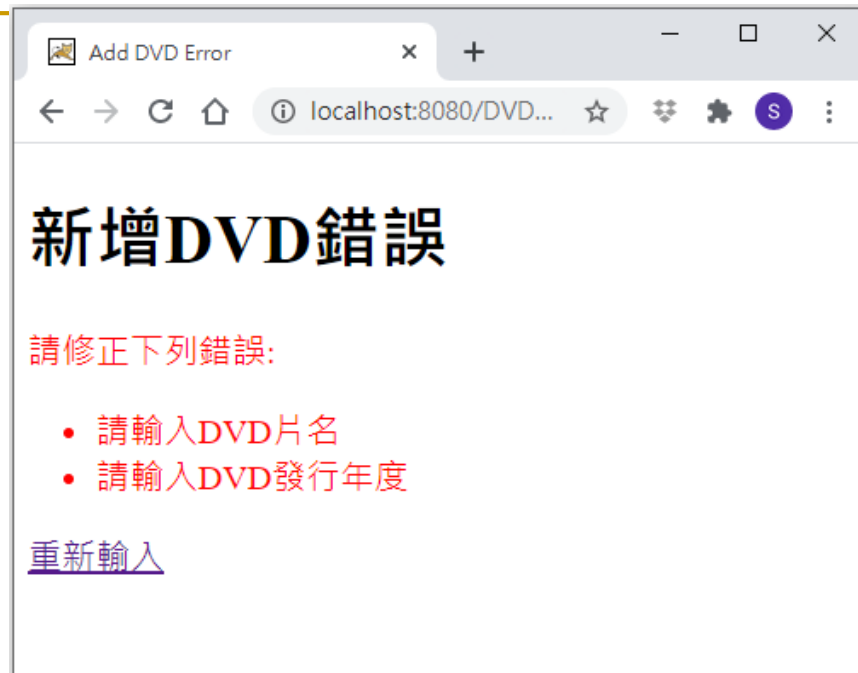 Add DVD Error
localhost:8080/DVD...
S
新增DVD錯誤
請修正下列錯誤:
• 請輸入DVD片名
• 請輸入DVD發行年度
重新輸入